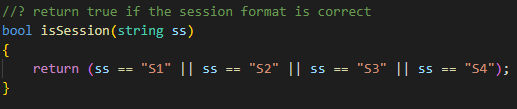 //? return true if the session format is correct
bool isSession(string ss)
{
    return (ss == "S1" || ss == "S2" || ss == "S3" || ss == "S4");
}